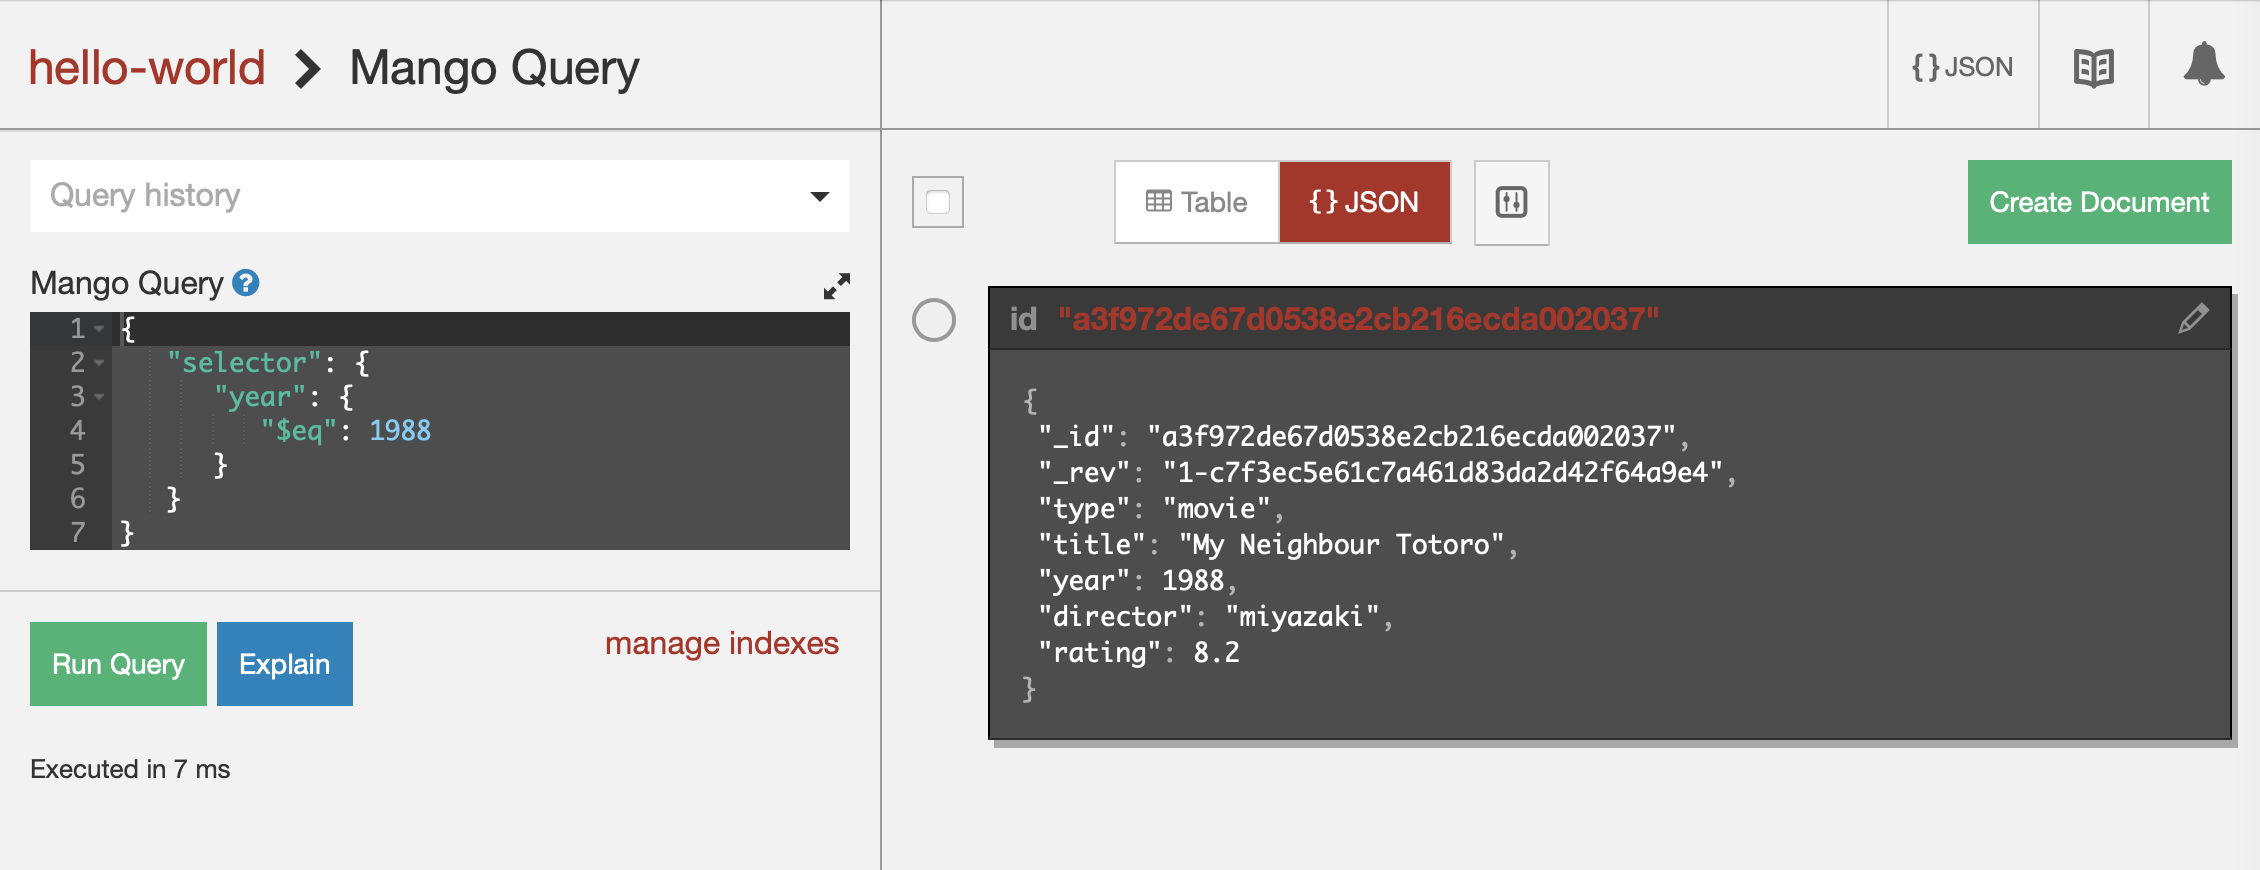 hello-world > Mango Query
{} JSON
Query history
Mango Query ?
1 {
2 "selector": {
3 "year": {
4 "$eq": 1988
5 }
6 }
7 }
Run Query Explain manage indexes
Executed in 7 ms
Table {} JSON Create Document
id "a3f972de67d0538e2cb216ecda002037"
{
"_id": "a3f972de67d0538e2cb216ecda002037",
"_rev": "1-c7f3ec5e61c7a461d83da2d42f64a9e4",
"type": "movie",
"title": "My Neighbour Totoro",
"year": 1988,
"director": "miyazaki",
"rating": 8.2
}